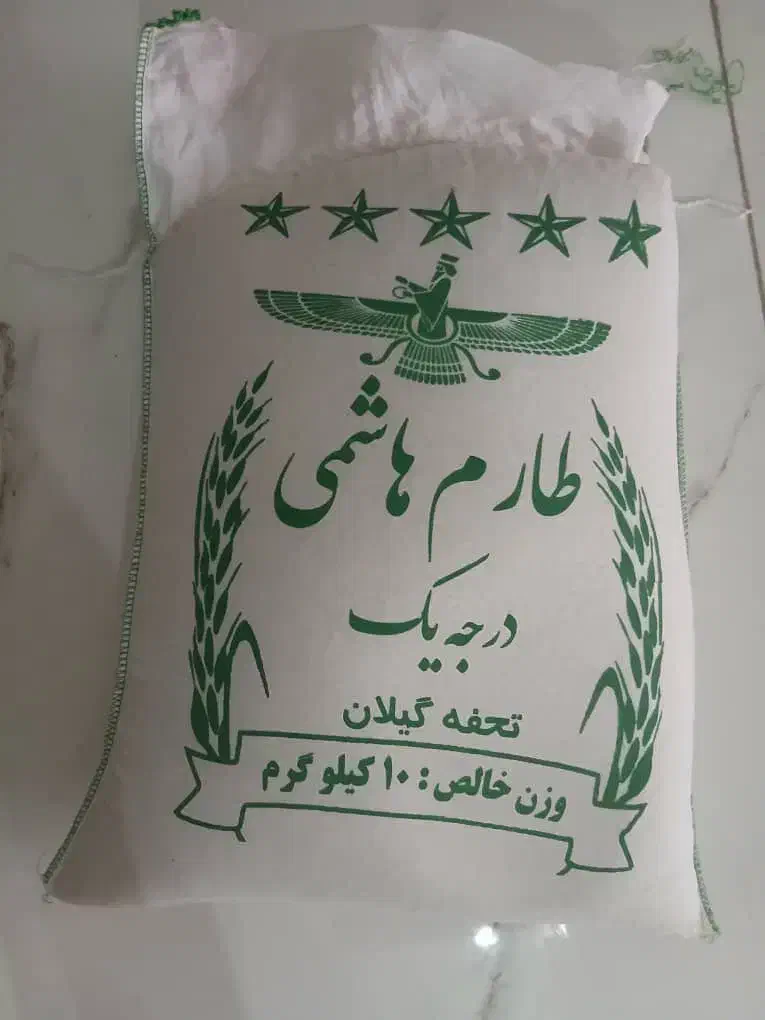 طارم هاشمی
درجه یک
تحفه گیلان
وزن خالص: ۱۰ کیلو گرم